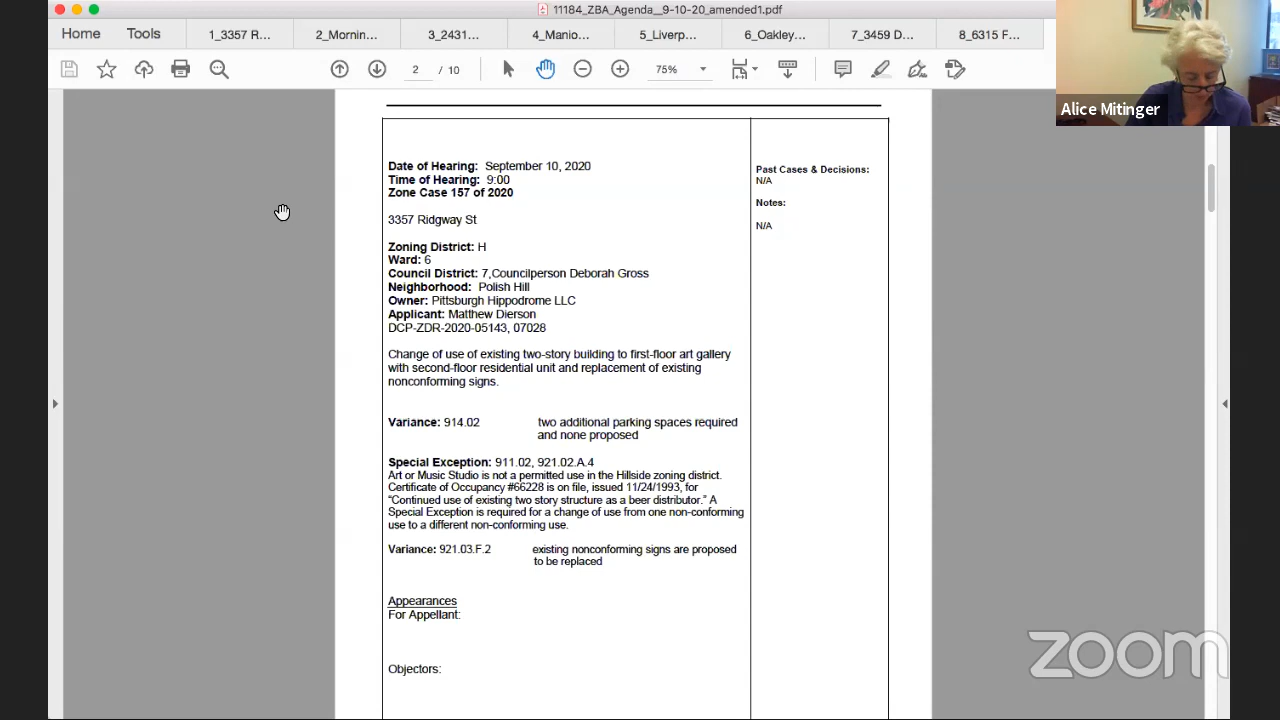 11184_ZBA_Agenda__9-10-20_amended1.pdf
Home Tools 1_3357 R... 2_Mornin... 3_2431... 4_Manio... 5_Liverp... 6_Oakley... 7_3459 D... 8_6315 F...
2 / 10 75%
Alice Mitinger
Date of Hearing: September 10, 2020
Time of Hearing: 9:00
Zone Case 157 of 2020
3357 Ridgway St
Zoning District: H
Ward: 6
Council District: 7,Councilperson Deborah Gross
Neighborhood: Polish Hill
Owner: Pittsburgh Hippodrome LLC
Applicant: Matthew Dierson
DCP-ZDR-2020-05143, 07028
Change of use of existing two-story building to first-floor art gallery
with second-floor residential unit and replacement of existing
nonconforming signs.
Variance: 914.02 two additional parking spaces required
and none proposed
Special Exception: 911.02, 921.02.A.4
Art or Music Studio is not a permitted use in the Hillside zoning district.
Certificate of Occupancy #66228 is on file, issued 11/24/1993, for
“Continued use of existing two story structure as a beer distributor.” A
Special Exception is required for a change of use from one non-conforming
use to a different non-conforming use.
Variance: 921.03.F.2 existing nonconforming signs are proposed
to be replaced
Appearances
For Appellant:
Objectors:
Past Cases & Decisions:
N/A
Notes:
N/A
zoom